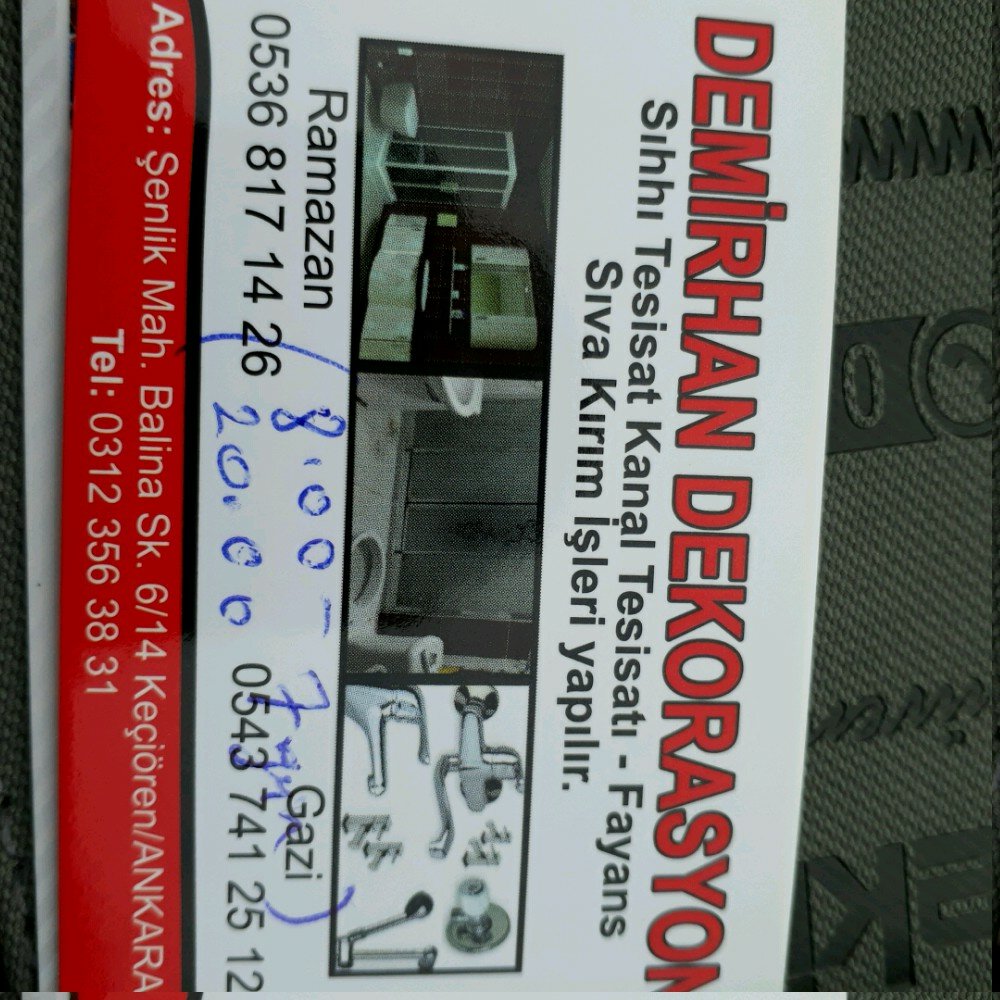 DEMİRHAN DEKORASYON
Sıhhı Tesisat Kanal Tesisatı - Fayans
Sıva Kırım İşleri yapılır.
Ramazan
0536 817 14 26
Gazi
0543 741 25 12
8.00 - 7
20.00
Adres: Şenlik Mah. Balina Sk. 6/14 Keçiören/ANKARA
Tel: 0312 356 38 31